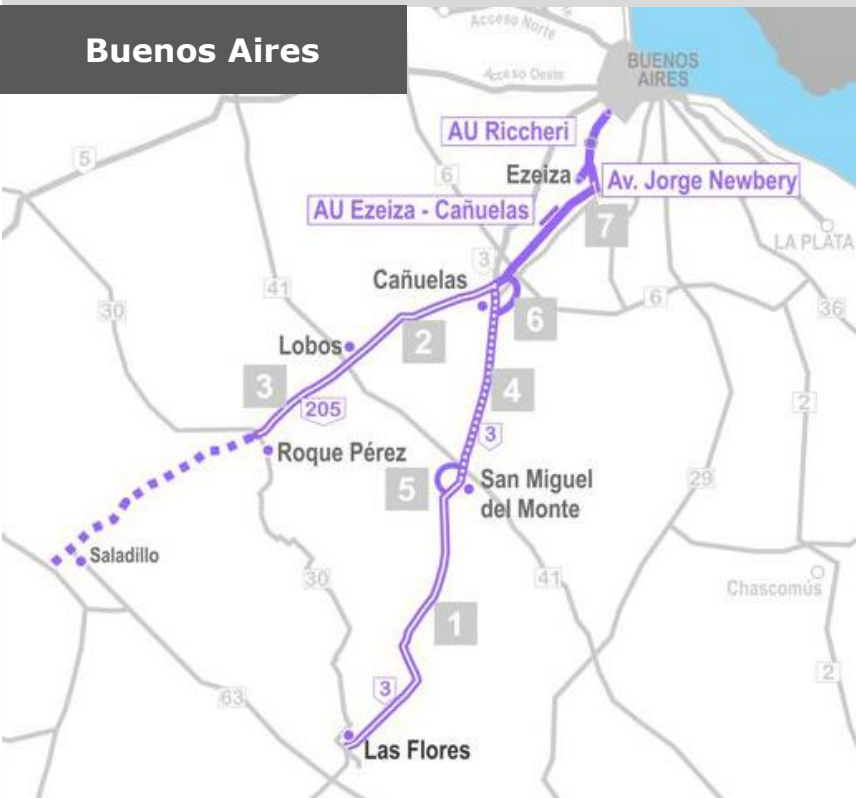 Buenos Aires
Acceso Norte
BUENOS
AIRES
Acceso Oeste
AU Riccheri
5
6
Ezeiza
Av. Jorge Newbery
AU Ezeiza - Cañuelas
7
LA PLATA
3
Cañuelas
41
6
30
36
6
2
Lobos
3
4
2
205
3
Roque Pérez
5
San Miguel
del Monte
29
Saladillo
30
41
Chascomús
1
2
3
63
Las Flores